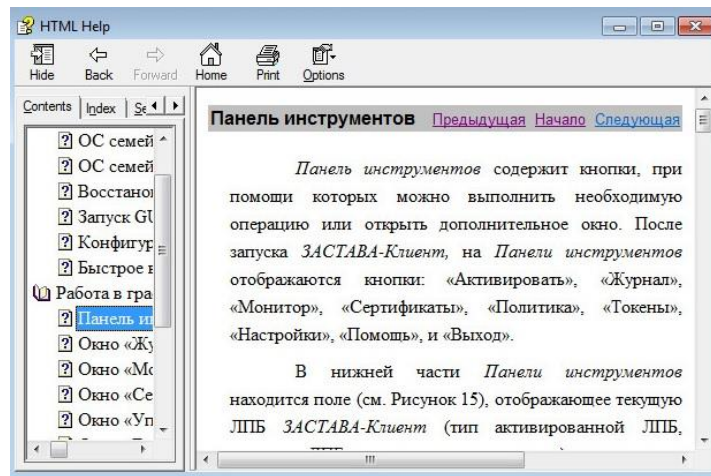 HTML Help
Hide Back Forward Home Print Options
Contents Index Se
ОС семей
ОС семей
Восстано
Запуск GU
Конфигур
Быстрое
Работа в гра
Панель ин
Окно «Жу
Окно «Мо
Окно «Се
Окно «Уп
Панель инструментов Предыдущая Начало Следующая
Панель инструментов содержит кнопки, при
помощи которых можно выполнить необходимую
операцию или открыть дополнительное окно. После
запуска ЗАСТАВА-Клиент, на Панели инструментов
отображаются кнопки: «Активировать», «Журнал»,
«Монитор», «Сертификаты», «Политика», «Токены»,
«Настройки», «Помощь», и «Выход».
В нижней части Панели инструментов
находится поле (см. Рисунок 15), отображающее текущую
ЛПБ ЗАСТАВА-Клиент (тип активированной ЛПБ,